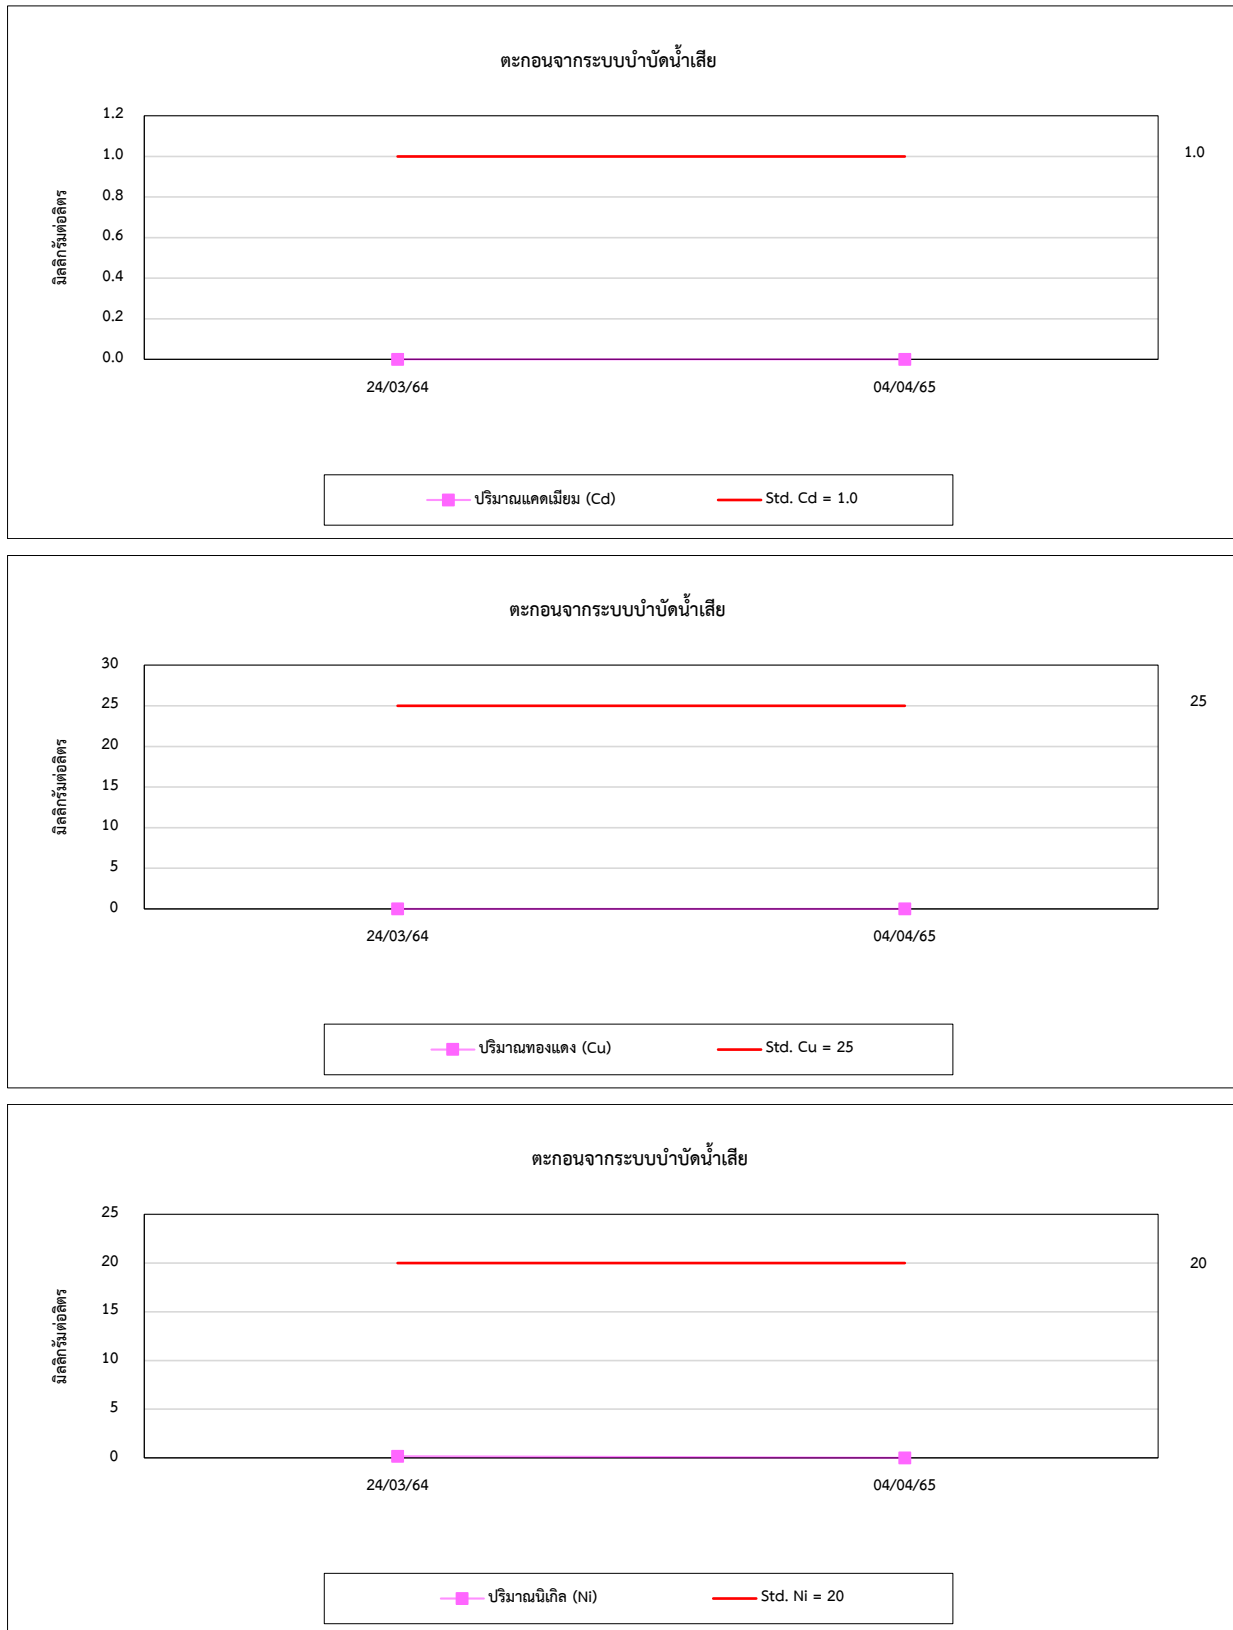 ตะกอนจากระบบบำบัดน้ำเสีย
1.2
1.0
0.8
0.6
0.4
0.2
0.0
มิลลิกรัมต่อลิตร
1.0
24/03/64 04/04/65
ปริมาณแคดเมียม (Cd) Std. Cd = 1.0
ตะกอนจากระบบบำบัดน้ำเสีย
30
25
20
15
10
5
0
มิลลิกรัมต่อลิตร
25
24/03/64 04/04/65
ปริมาณทองแดง (Cu) Std. Cu = 25
ตะกอนจากระบบบำบัดน้ำเสีย
25
20
15
10
5
0
มิลลิกรัมต่อลิตร
20
24/03/64 04/04/65
ปริมาณนิเกิล (Ni) Std. Ni = 20